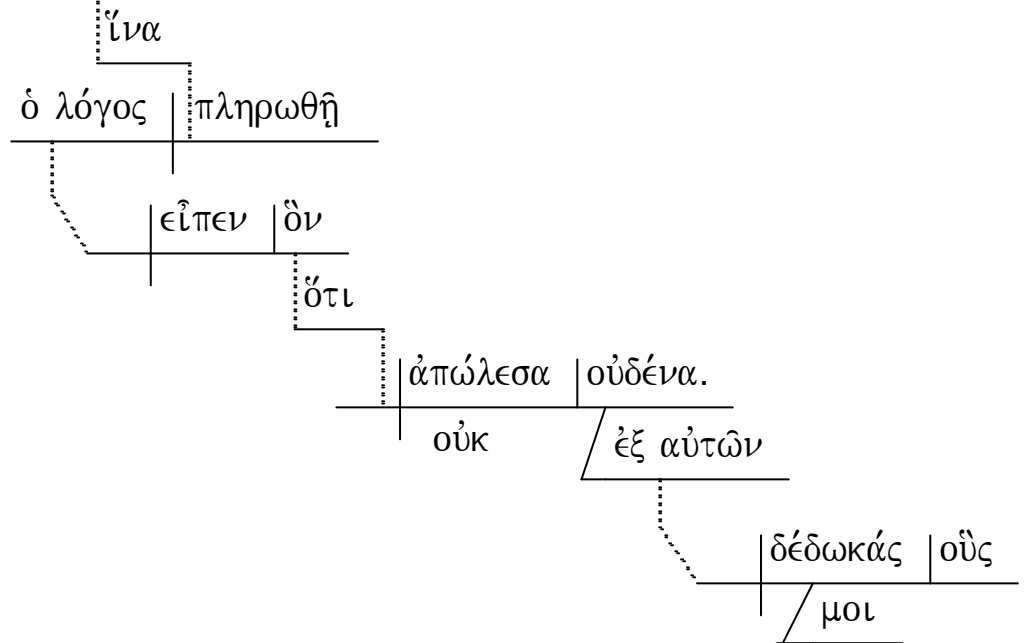 ἵνα
ὁ λόγος πληρωθῇ
εἶπεν ὃν
ὅτι
ἀπώλεσα οὐδένα.
οὐκ
ἐξ αὐτῶν
δέδωκάς οὓς
μοι